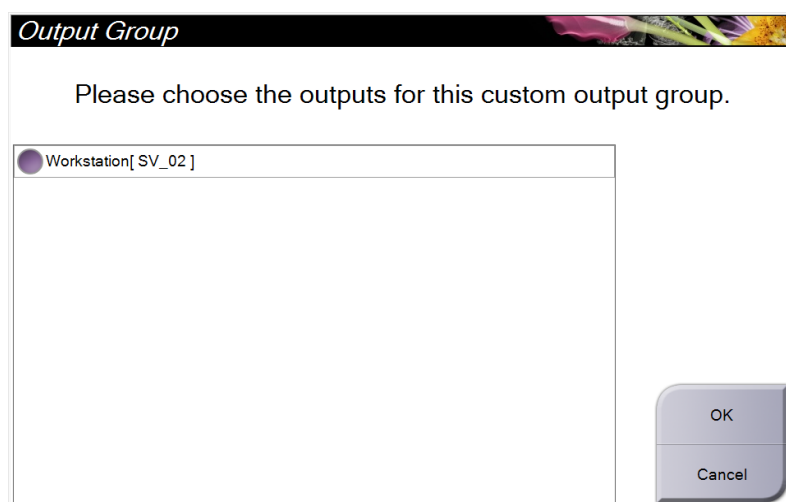 Output Group
Please choose the outputs for this custom output group.
Workstation[ SV_02 ]
OK
Cancel